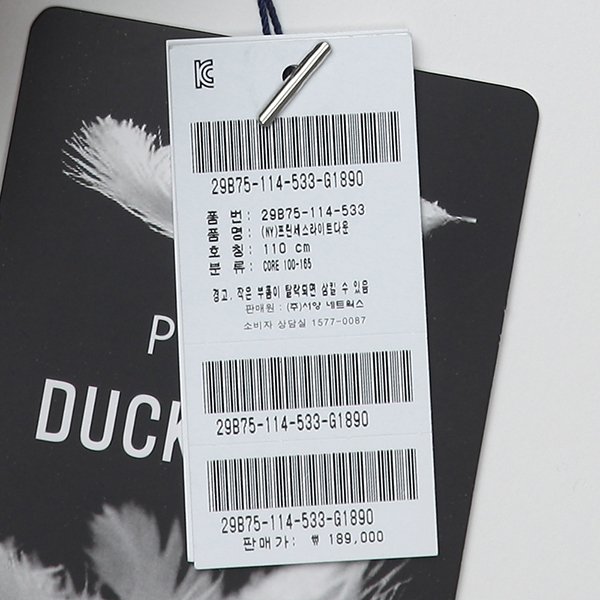 KC
29B75-114-533-G1890
품 번: 29B75-114-533
품 명: (NY)프린세스라이트다운
호 칭: 110 cm
분 류: CORE 100-165
경고. 작은 부품이 탈락되면 삼킬 수 있음
판매원 : (주)서양 네트웍스
소비자 상담실 1577-0087
P
DUCK
29B75-114-533-G1890
29B75-114-533-G1890
판매가: ₩ 189,000